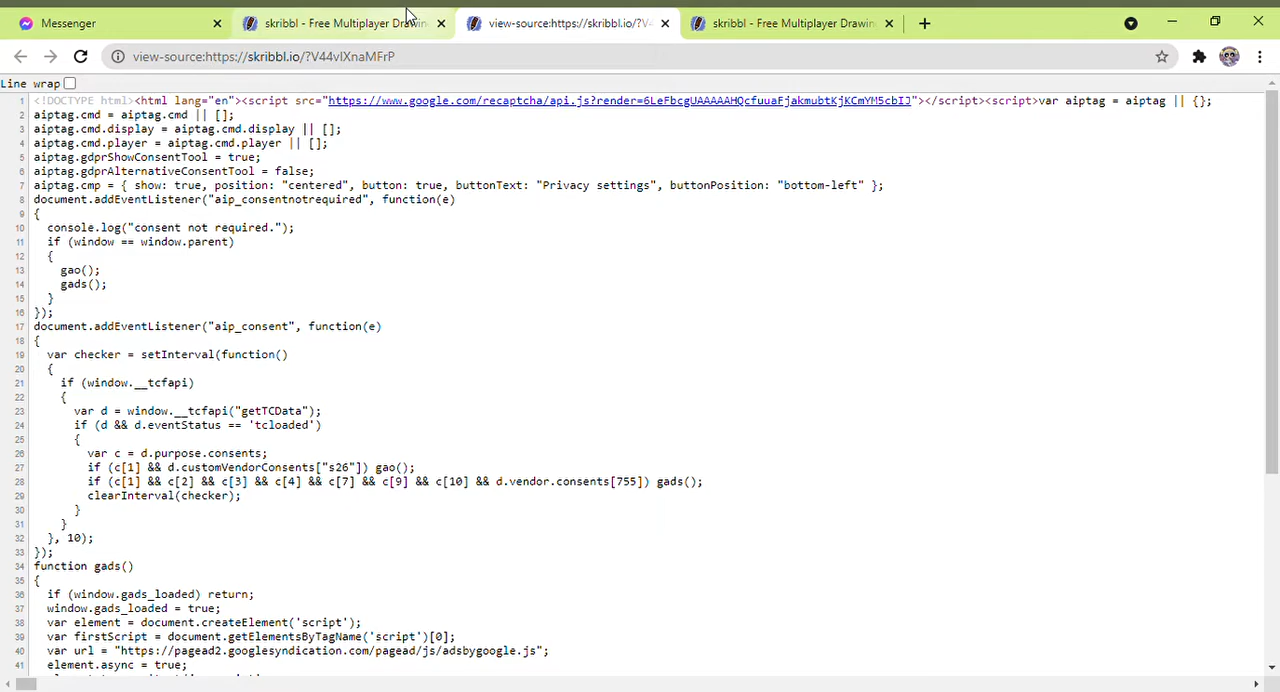 Messenger
skribbl - Free Multiplayer Drawin
view-source:https://skribbl.io/?V4
skribbl - Free Multiplayer Drawin
view-source:https://skribbl.io/?V44vlXnaMFrP
Line wrap
1 <!DOCTYPE html><html lang="en"><script src="https://www.google.com/recaptcha/api.js?render=6LeFbcgUAAAAAHQcfuuaFjakmubtKjKCmYM5cbIJ"></script><script>var aiptag = aiptag || {};
2 aiptag.cmd = aiptag.cmd || [];
3 aiptag.cmd.display = aiptag.cmd.display || [];
4 aiptag.cmd.player = aiptag.cmd.player || [];
5 aiptag.gdprShowConsentTool = true;
6 aiptag.gdprAlternativeConsentTool = false;
7 aiptag.cmp = { show: true, position: "centered", button: true, buttonText: "Privacy settings", buttonPosition: "bottom-left" };
8 document.addEventListener("aip_consentnotrequired", function(e)
9 {
10 console.log("consent not required.");
11 if (window == window.parent)
12 {
13 gao();
14 gads();
15 }
16 });
17 document.addEventListener("aip_consent", function(e)
18 {
19 var checker = setInterval(function()
20 {
21 if (window.__tcfapi)
22 {
23 var d = window.__tcfapi("getTCData");
24 if (d && d.eventStatus == 'tcloaded')
25 {
26 var c = d.purpose.consents;
27 if (c[1] && d.customVendorConsents["s26"]) gao();
28 if (c[1] && c[2] && c[3] && c[4] && c[7] && c[9] && c[10] && d.vendor.consents[755]) gads();
29 clearInterval(checker);
30 }
31 }
32 }, 10);
33 });
34 function gads()
35 {
36 if (window.gads_loaded) return;
37 window.gads_loaded = true;
38 var element = document.createElement('script');
39 var firstScript = document.getElementsByTagName('script')[0];
40 var url = "https://pagead2.googlesyndication.com/pagead/js/adsbygoogle.js";
41 element.async = true;